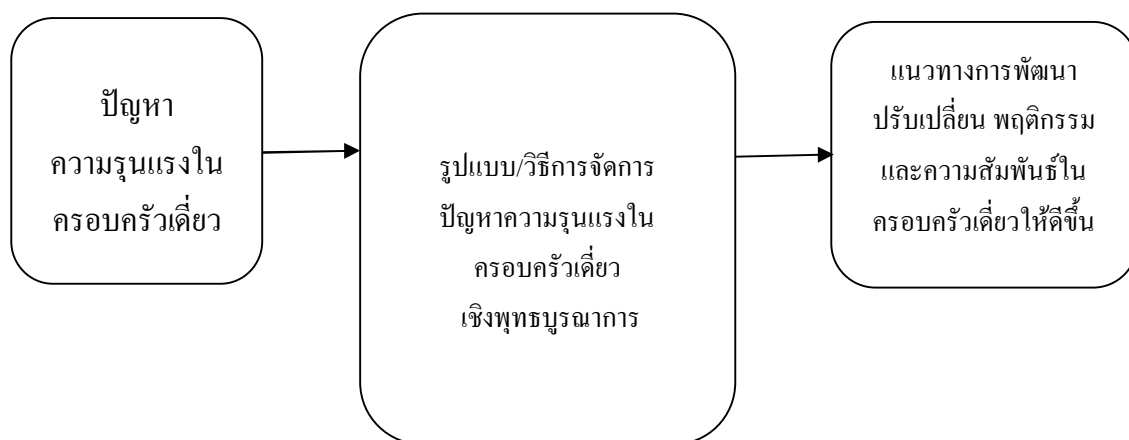 ปัญหา
ความรุนแรงใน
ครอบครัวเดี่ยว
รูปแบบ/วิธีการจัดการ
ปัญหาความรุนแรงใน
ครอบครัวเดี่ยว
เชิงพุทธบูรณาการ
แนวทางการพัฒนา
ปรับเปลี่ยน พฤติกรรม
และความสัมพันธ์ใน
ครอบครัวเดี่ยวให้ดีขึ้น